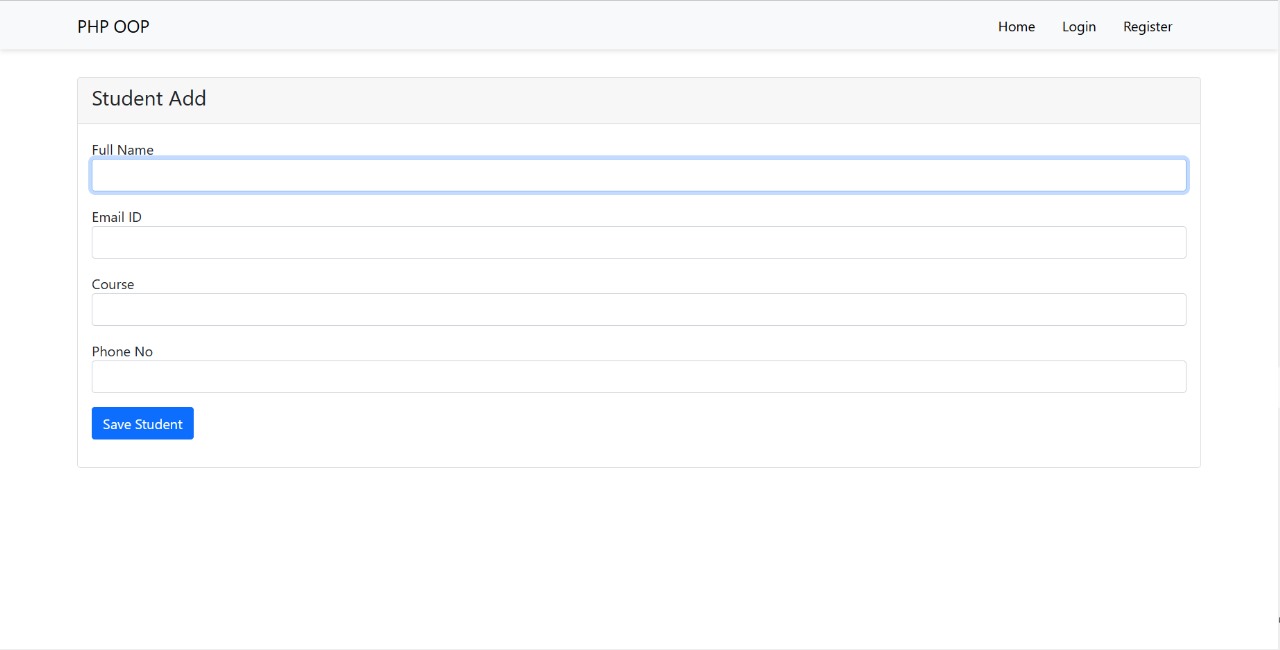 PHP OOP Home Login Register
Student Add
Full Name
Email ID
Course
Phone No
Save Student